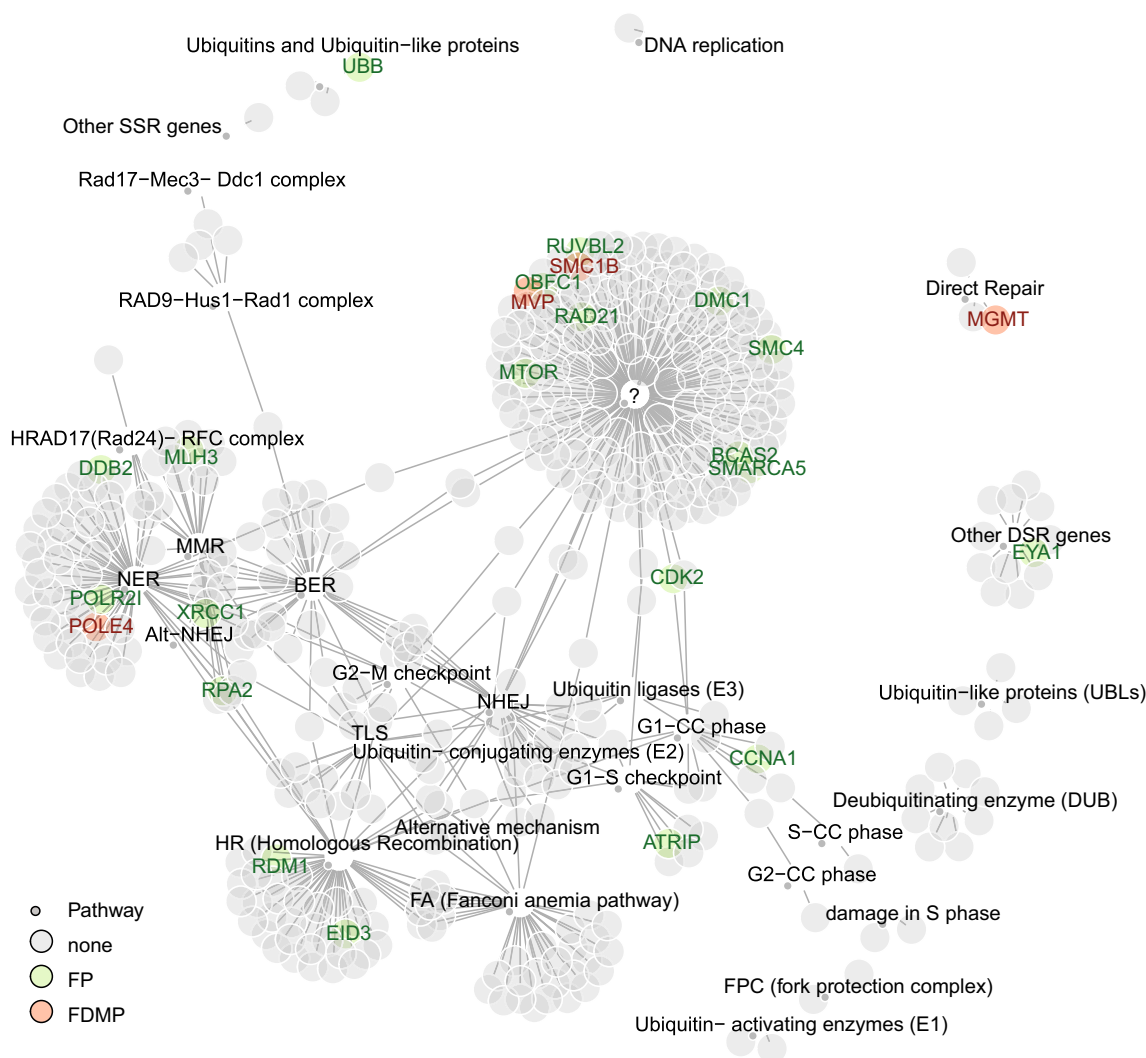 Ubiquitins and Ubiquitin−like proteins
DNA replication
UBB
Other SSR genes
Rad17−Mec3− Ddc1 complex
RUVBL2
SMC1B
OBFC1
MVP
RAD21
DMC1
RAD9−Hus1−Rad1 complex
Direct Repair
MGMT
SMC4
MTOR
?
HRAD17(Rad24)− RFC complex
MLH3
DDB2
BCAS2
SMARCA5
MMR
Other DSR genes
EYA1
NER
BER
CDK2
POLR2I
XRCC1
POLE4
Alt−NHEJ
G2−M checkpoint
RPA2
NHEJ
Ubiquitin ligases (E3)
Ubiquitin−like proteins (UBLs)
G1−CC phase
TLS
Ubiquitin− conjugating enzymes (E2)
CCNA1
G1−S checkpoint
Deubiquitinating enzyme (DUB)
Alternative mechanism
S−CC phase
HR (Homologous Recombination)
ATRIP
RDM1
G2−CC phase
FA (Fanconi anemia pathway)
damage in S phase
EID3
FPC (fork protection complex)
Ubiquitin− activating enzymes (E1)
Pathway
none
FP
FDMP